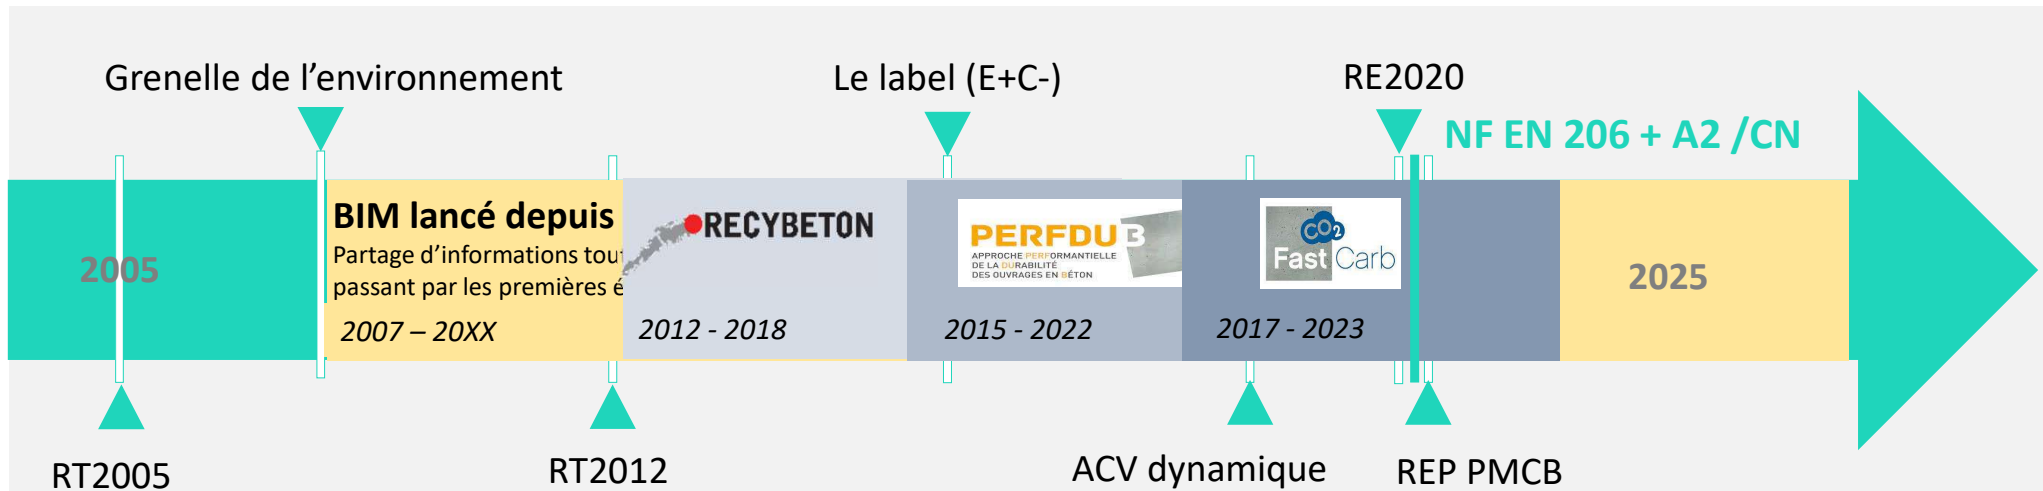 Grenelle de l’environnement
Le label (E+C-)
RE2020
NF EN 206 + A2 /CN
2005
BIM lancé depuis
Partage d’informations tout
passant par les premières é
2007 – 20XX
RECYBETON
2012 - 2018
PERFDUB
APPROCHE PERFORMANTIELLE
DE LA DURABILITÉ
DES OUVRAGES EN BÉTON
2015 - 2022
CO2
FastCarb
2017 - 2023
2025
RT2005
RT2012
ACV dynamique
REP PMCB